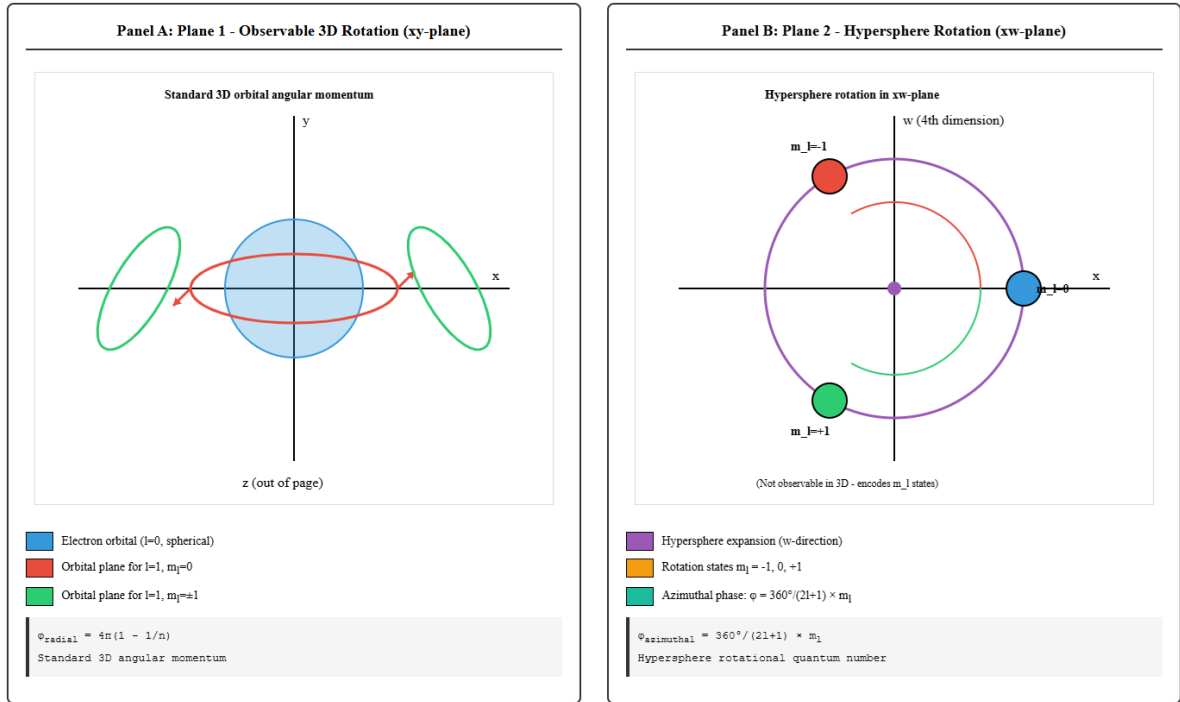 Panel A: Plane 1 - Observable 3D Rotation (xy-plane)
Standard 3D orbital angular momentum
y
x
z (out of page)
Electron orbital (l=0, spherical)
Orbital plane for l=1, mₗ=0
Orbital plane for l=1, mₗ=±1
φradial = 4π(1 - 1/n)
Standard 3D angular momentum
Panel B: Plane 2 - Hypersphere Rotation (xw-plane)
Hypersphere rotation in xw-plane
w (4th dimension)
m_l=-1
x
m_l=0
m_l=+1
(Not observable in 3D - encodes m_l states)
Hypersphere expansion (w-direction)
Rotation states mₗ = -1, 0, +1
Azimuthal phase: φ = 360°/(2l+1) × mₗ
φazimuthal = 360°/(2l+1) × mₗ
Hypersphere rotational quantum number